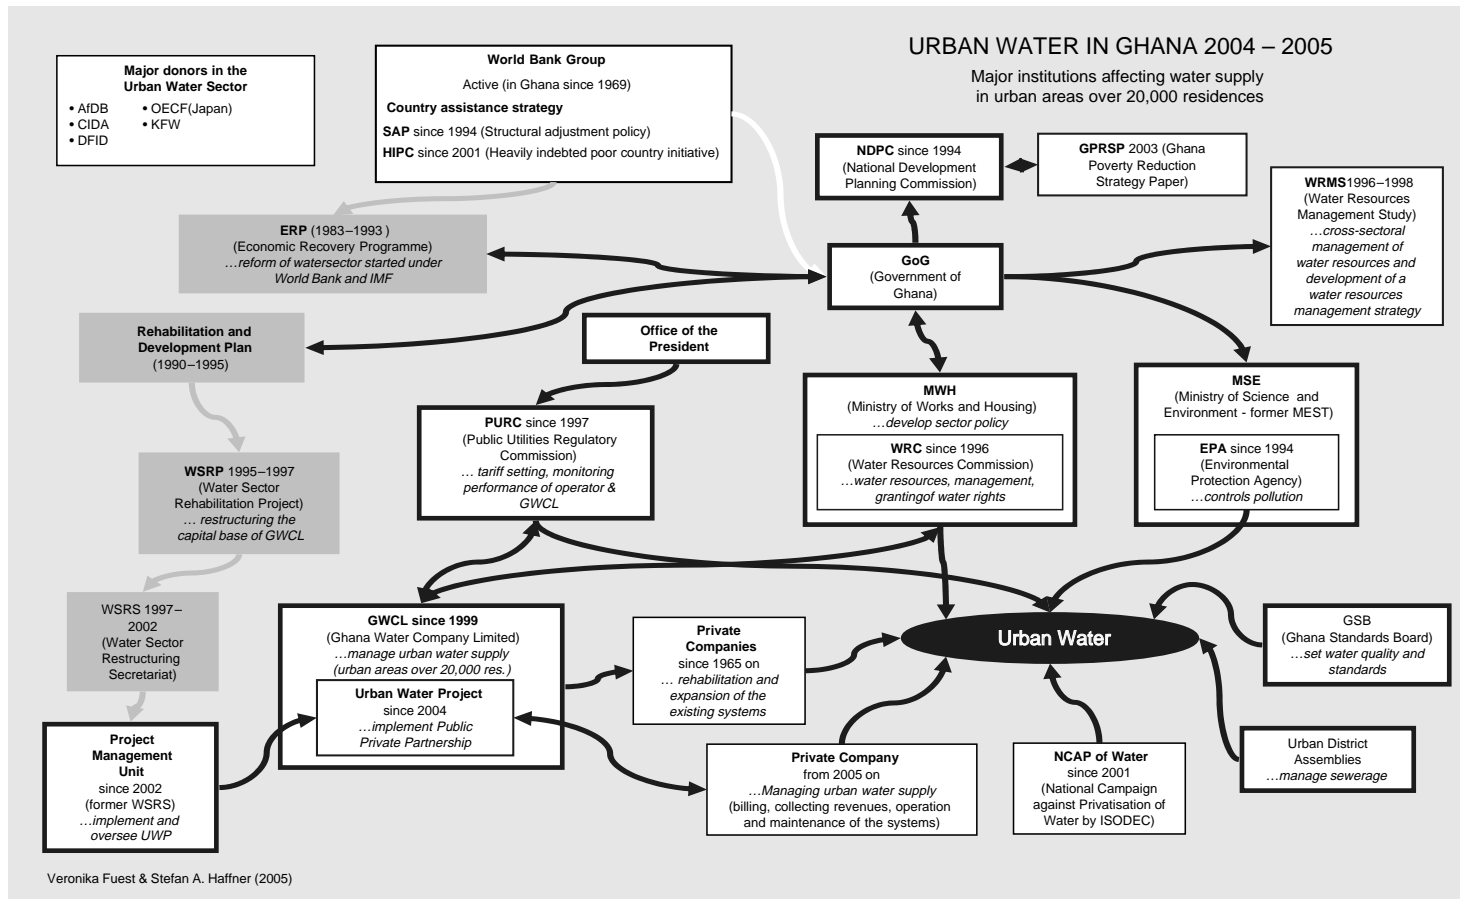 URBAN WATER IN GHANA 2004 – 2005
Major institutions affecting water supply
in urban areas over 20,000 residences
Major donors in the
Urban Water Sector
• AfDB
• CIDA
• DFID
• OECF(Japan)
• KFW
World Bank Group
Active (in Ghana since 1969)
Country assistance strategy
SAP since 1994 (Structural adjustment policy)
HIPC since 2001 (Heavily indebted poor country initiative)
NDPC since 1994
(National Development
Planning Commission)
GPRSP 2003 (Ghana
Poverty Reduction
Strategy Paper)
WRMS1996–1998
(Water Resources
Management Study)
…cross-sectoral
management of
water resources and
development of a
water resources
management strategy
ERP (1983–1993 )
(Economic Recovery Programme)
…reform of watersector started under
World Bank and IMF
GoG
(Government of
Ghana)
Rehabilitation and
Development Plan
(1990–1995)
Office of the
President
PURC since 1997
(Public Utilities Regulatory
Commission)
… tariff setting, monitoring
performance of operator &
GWCL
MWH
(Ministry of Works and Housing)
…develop sector policy
WRC since 1996
(Water Resources Commission)
…water resources, management,
grantingof water rights
MSE
(Ministry of Science  and
Environment - former MEST)
EPA since 1994
(Environmental
Protection Agency)
…controls pollution
WSRP 1995–1997
(Water Sector
Rehabilitation Project)
… restructuring the
capital base of GWCL
WSRS 1997–
2002
(Water Sector
Restructuring
Secretariat)
GWCL since 1999
(Ghana Water Company Limited)
…manage urban water supply
(urban areas over 20,000 res.)
Urban Water Project
since 2004
…implement Public
Private Partnership
Private
Companies
since 1965 on
… rehabilitation and
expansion of the
existing systems
Urban Water
GSB
(Ghana Standards Board)
…set water quality and
standards
Project
Management
Unit
since 2002
(former WSRS)
…implement and
oversee UWP
Private Company
from 2005 on
…Managing urban water supply
(billing, collecting revenues, operation
and maintenance of the systems)
NCAP of Water
since 2001
(National Campaign
against Privatisation of
Water by ISODEC)
Urban District
Assemblies
…manage sewerage
Veronika Fuest & Stefan A. Haffner (2005)